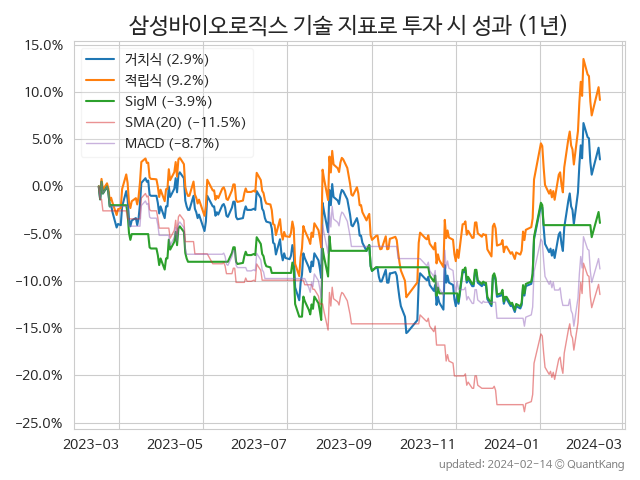 삼성바이오로직스 기술 지표로 투자 시 성과 (1년)
15.0%
10.0%
5.0%
0.0%
−5.0%
−10.0%
−15.0%
−20.0%
−25.0%
거치식 (2.9%)
적립식 (9.2%)
SigM (−3.9%)
SMA(20) (−11.5%)
MACD (−8.7%)
2023-03 2023-05 2023-07 2023-09 2023-11 2024-01 2024-03
updated: 2024-02-14 © QuantKang